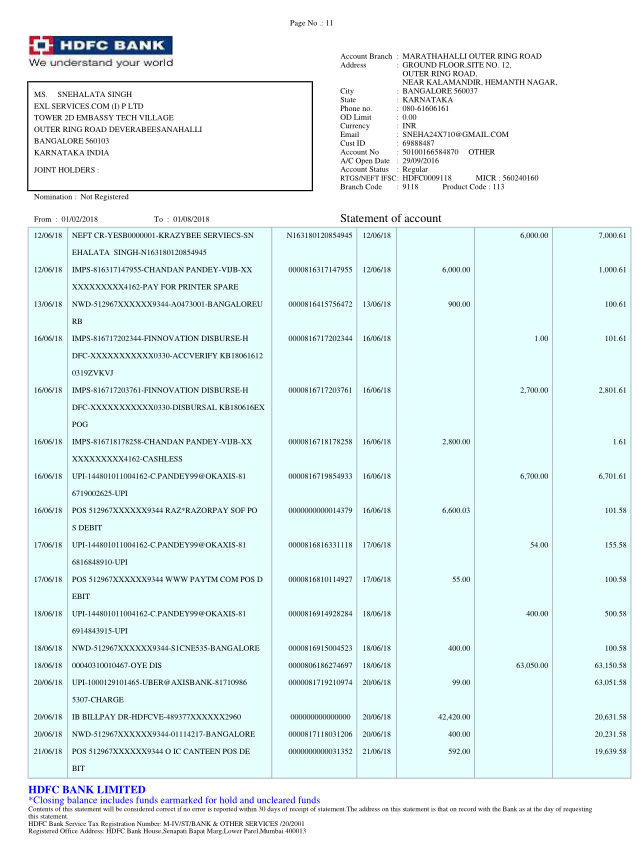 Page No .: 11
HDFC BANK
We understand your world
MS. SNEHALATA SINGH
EXL SERVICES.COM (I) P LTD
TOWER 2D EMBASSY TECH VILLAGE
OUTER RING ROAD DEVERABEESANAHALLI
BANGALORE 560103
KARNATAKA INDIA
JOINT HOLDERS :
Nomination : Not Registered
Account Branch : MARATHAHALLI OUTER RING ROAD
Address : GROUND FLOOR,SITE NO. 12,
OUTER RING ROAD,
NEAR KALAMANDIR, HEMANTH NAGAR,
City : BANGALORE 560037
State : KARNATAKA
Phone no. : 080-61606161
OD Limit : 0.00
Currency : INR
Email : SNEHA24X710@GMAIL.COM
Cust ID : 69888487
Account No : 50100166584870 OTHER
A/C Open Date : 29/09/2016
Account Status : Regular
RTGS/NEFT IFSC: HDFC0009118 MICR : 560240160
Branch Code : 9118 Product Code : 113
From : 01/02/2018 To : 01/08/2018 Statement of account
12/06/18 NEFT CR-YESB0000001-KRAZYBEE SERVIECS-SN N163180120854945 12/06/18 6,000.00 7,000.61
EHALATA SINGH-N163180120854945
12/06/18 IMPS-816317147955-CHANDAN PANDEY-VIJB-XX 0000816317147955 12/06/18 6,000.00 1,000.61
XXXXXXXXX4162-PAY FOR PRINTER SPARE
13/06/18 NWD-512967XXXXXX9344-A0473001-BANGALOREU 0000816415756472 13/06/18 900.00 100.61
RB
16/06/18 IMPS-816717202344-FINNOVATION DISBURSE-H 0000816717202344 16/06/18 1.00 101.61
DFC-XXXXXXXXXXX0330-ACCVERIFY KB18061612
0319ZVKVJ
16/06/18 IMPS-816717203761-FINNOVATION DISBURSE-H 0000816717203761 16/06/18 2,700.00 2,801.61
DFC-XXXXXXXXXXX0330-DISBURSAL KB180616EX
POG
16/06/18 IMPS-816718178258-CHANDAN PANDEY-VIJB-XX 0000816718178258 16/06/18 2,800.00 1.61
XXXXXXXXX4162-CASHLESS
16/06/18 UPI-144801011004162-C.PANDEY99@OKAXIS-81 0000816719854933 16/06/18 6,700.00 6,701.61
6719002625-UPI
16/06/18 POS 512967XXXXXX9344 RAZ*RAZORPAY SOF PO 0000000000014379 16/06/18 6,600.03 101.58
S DEBIT
17/06/18 UPI-144801011004162-C.PANDEY99@OKAXIS-81 0000816816331118 17/06/18 54.00 155.58
6816848910-UPI
17/06/18 POS 512967XXXXXX9344 WWW PAYTM COM POS D 0000816810114927 17/06/18 55.00 100.58
EBIT
18/06/18 UPI-144801011004162-C.PANDEY99@OKAXIS-81 0000816914928284 18/06/18 400.00 500.58
6914843915-UPI
18/06/18 NWD-512967XXXXXX9344-S1CNE535-BANGALORE 0000816915004523 18/06/18 400.00 100.58
18/06/18 00040310010467-OYE DIS 0000806186274697 18/06/18 63,050.00 63,150.58
20/06/18 UPI-1000129101465-UBER@AXISBANK-81710986 0000817192109​74 20/06/18 99.00 63,051.58
5307-CHARGE
20/06/18 IB BILLPAY DR-HDFCVE-489377XXXXXX2960 000000000000000 20/06/18 42,420.00 20,631.58
20/06/18 NWD-512967XXXXXX9344-01114217-BANGALORE 0000817118031206 20/06/18 400.00 20,231.58
21/06/18 POS 512967XXXXXX9344 O IC CANTEEN POS DE 0000000000031352 21/06/18 592.00 19,639.58
BIT
HDFC BANK LIMITED
*Closing balance includes funds earmarked for hold and uncleared funds
Contents of this statement will be considered correct if no error is reported within 30 days of receipt of statement.The address on this statement is that on record with the Bank as at the day of requesting
this statement.
HDFC Bank Service Tax Registration Number: M-IV/ST/BANK & OTHER SERVICES /20/2001
Registered Office Address: HDFC Bank House,Senapati Bapat Marg,Lower Parel,Mumbai 400013